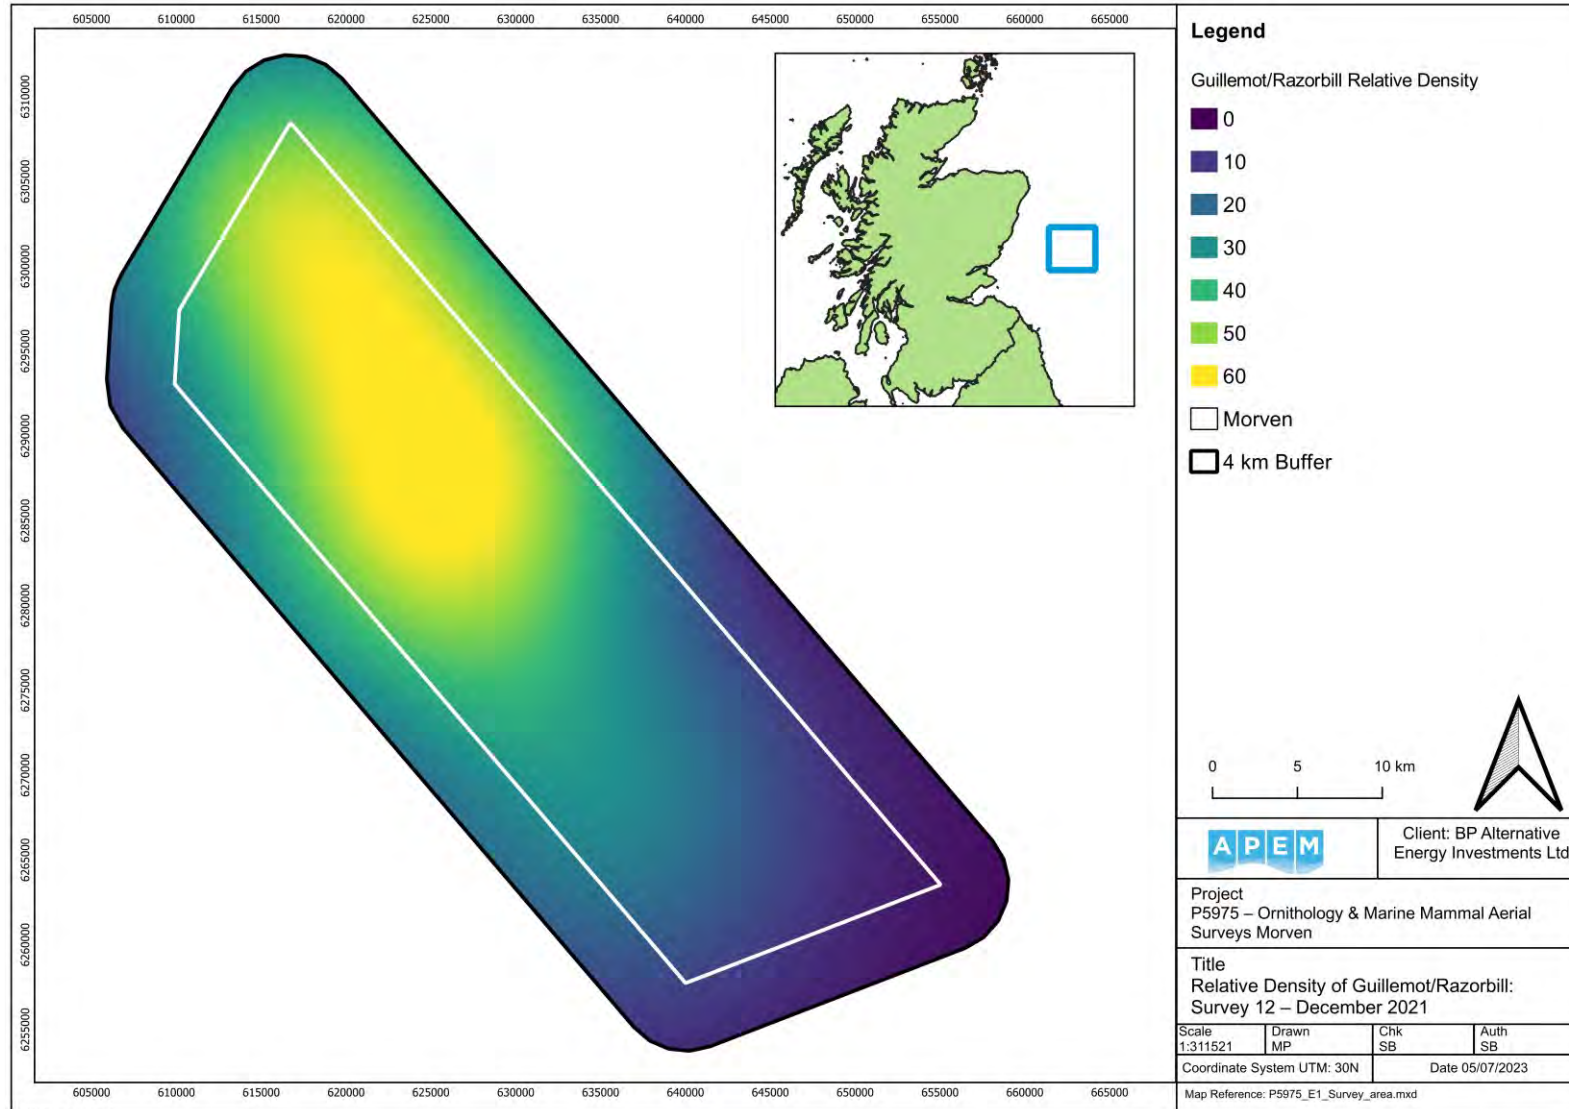 605000 610000 615000 620000 625000 630000 635000 640000 645000 650000 655000 660000 665000
6310000
6305000
6300000
6295000
6290000
6285000
6280000
6275000
6270000
6265000
6260000
6255000
605000 610000 615000 620000 625000 630000 635000 640000 645000 650000 655000 660000 665000
Legend
Guillemot/Razorbill Relative Density
0
10
20
30
40
50
60
Morven
4 km Buffer
0 5 10 km
APEM
Client: BP Alternative
Energy Investments Ltd
Project
P5975 – Ornithology & Marine Mammal Aerial
Surveys Morven
Title
Relative Density of Guillemot/Razorbill:
Survey 12 – December 2021
Scale Drawn Chk Auth
1:311521 MP SB SB
Coordinate System UTM: 30N Date 05/07/2023
Map Reference: P5975_E1_Survey_area.mxd